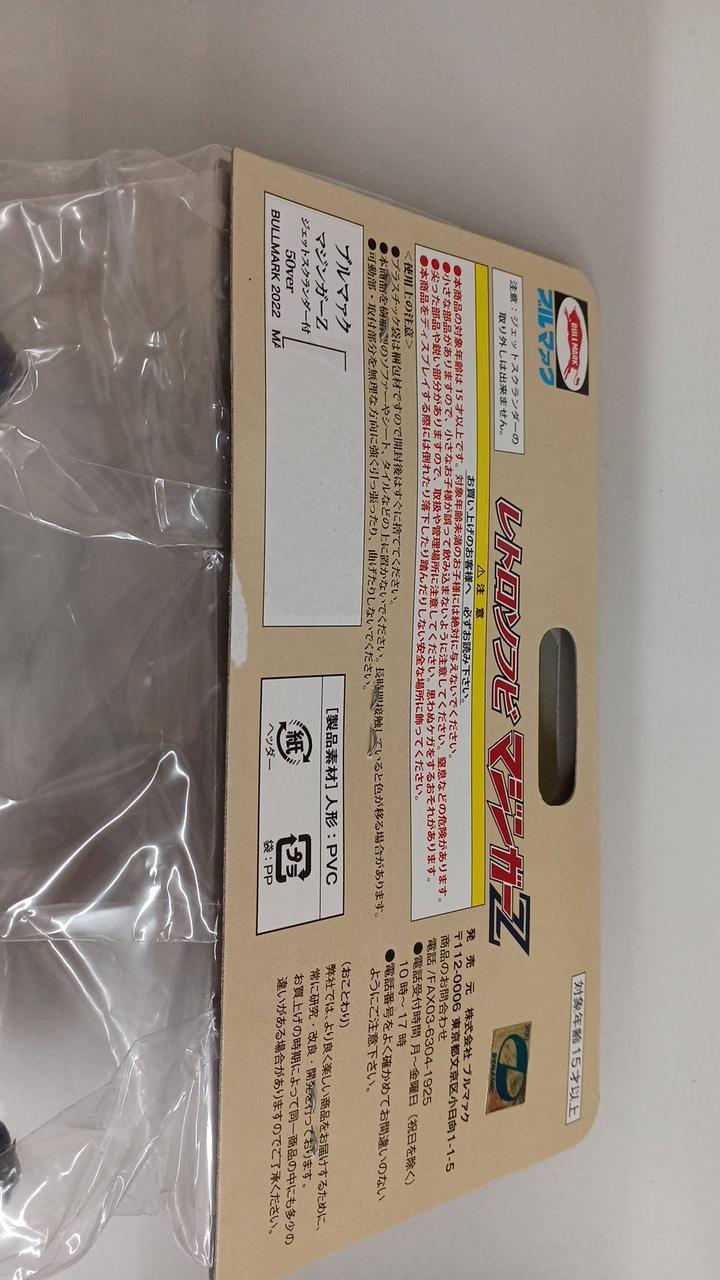 BULLMARK
ブルマァク
レトロソフビ マジンガーZ
対象年齢 15才以上
注意：ジェットスクランダーの
取り外しは出来ません。
⚠ 注 意
お買い上げのお客様へ 必ずお読み下さい。
●本商品の対象年齢は15才以上です。対象年齢未満のお子様には絶対に与えないでください。
●小さな部品がありますので、小さなお子様が誤って飲み込まないように注意してください。窒息などの危険があります。
●尖った部品や鋭い部分がありますので、取扱や管理場所に注意してください。思わぬケガをするおそれがあります。
●本商品をディスプレイする際には倒れたり落下したり踏んだりしない安全な場所に飾ってください。
<使用上の注意>
●プラスチック袋は梱包材ですので開封後はすぐに捨ててください。
●本商品を樹脂製のソファーやシート、タイルなどの上に置かないでください。長時間接触していると色が移る場合があります。
●可動部・取付部分を無理な方向に強く引っ張ったり、曲げたりしないでください。
ブルマァク
マジンガーZ
ジェットスクランダー付
50ver
BULLMARK 2022 MA
[製品素材] 人形：PVC
紙
ヘッダー
プラ
袋：PP
発 売 元 株式会社 ブルマァク
〒112-0006 東京都文京区小日向1-1-5
商品のお問合わせ
電話/FAX03-6304-1925
●電話受付時間 月～金曜日（祝日を除く）
10時～17時
●電話番号をよく確かめてお間違いのない
ようにご注意下さい。
(おことわり)
弊社では、より良く楽しい商品をお届けするために、
常に研究・改良・開発を行っております。
お買上げの時期によって同一商品の中にも多少の
違いがある場合がありますのでご了承ください。